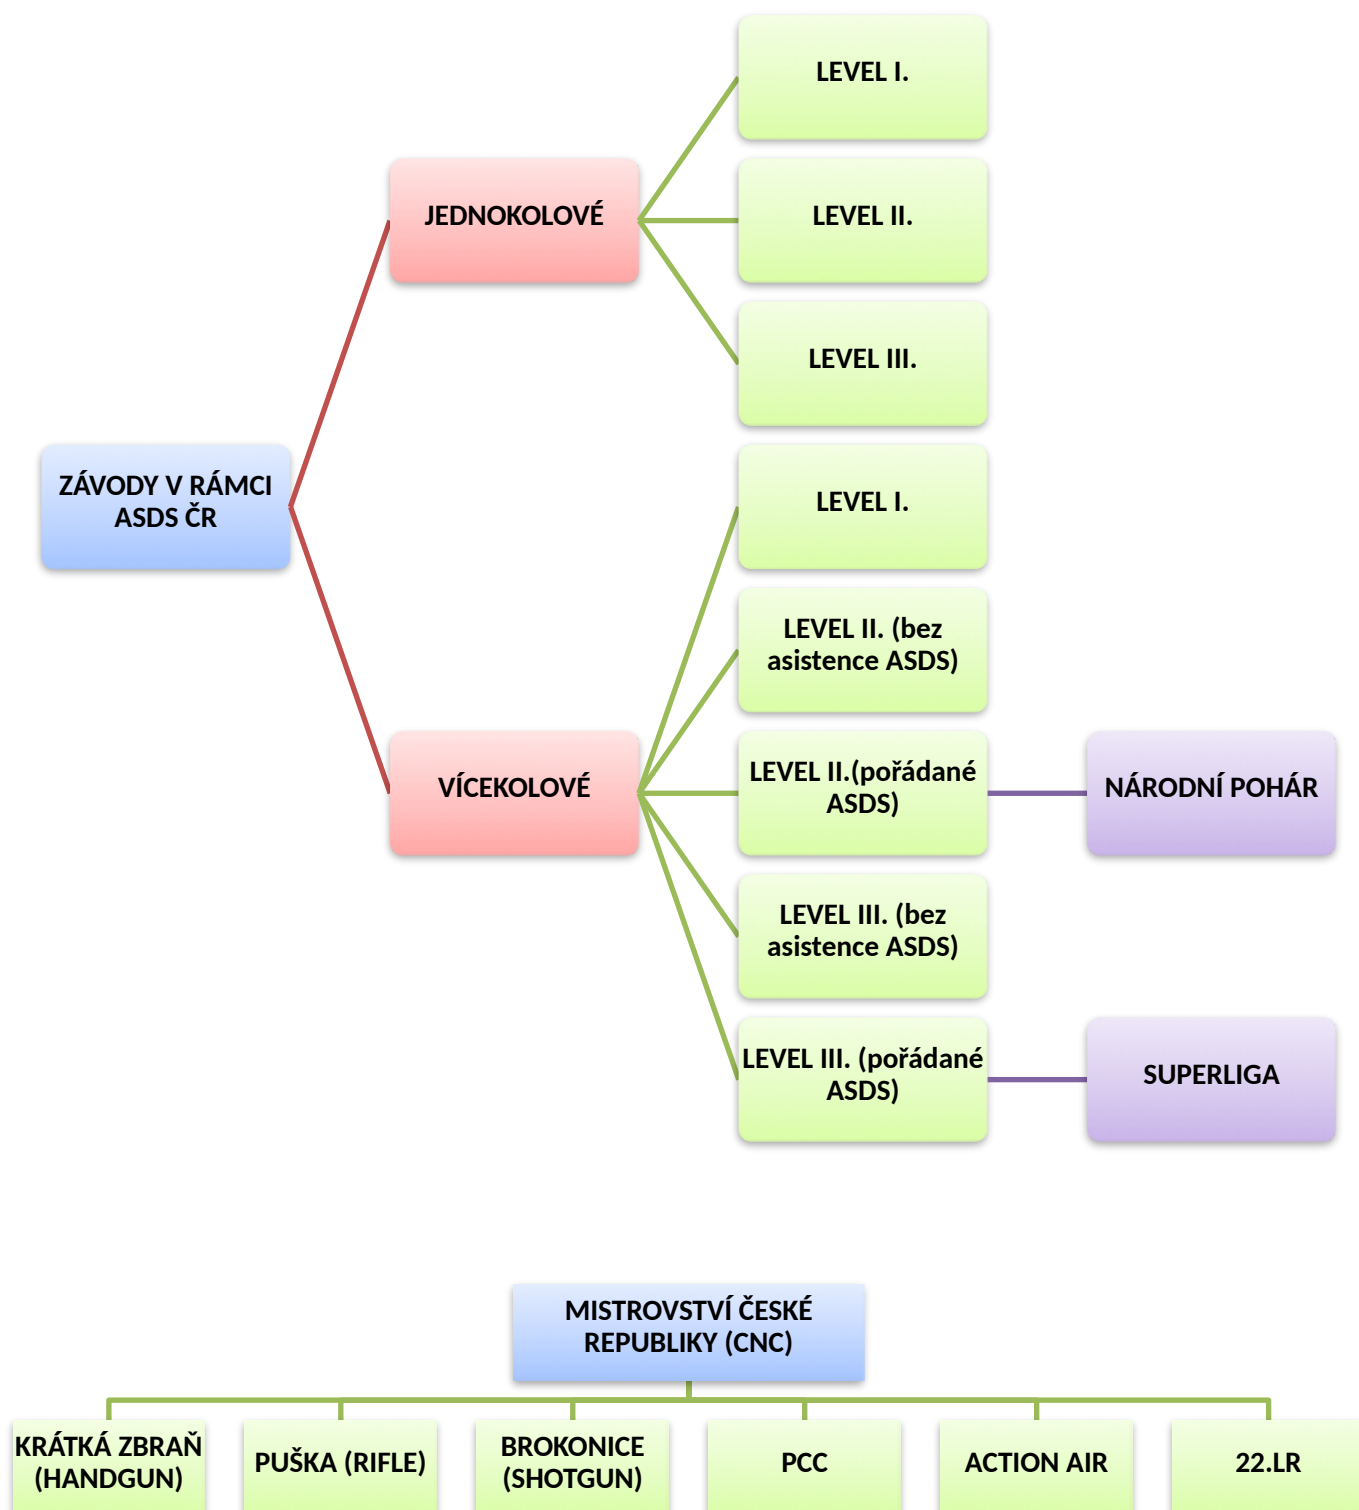 LEVEL I.
JEDNOKOLOVÉ
LEVEL II.
LEVEL III.
ZÁVODY V RÁMCI
ASDS ČR
LEVEL I.
LEVEL II. (bez
asistence ASDS)
VÍCEKOLOVÉ
LEVEL II.(pořádané
ASDS)
NÁRODNÍ POHÁR
LEVEL III. (bez
asistence ASDS)
LEVEL III. (pořádané
ASDS)
SUPERLIGA
MISTROVSTVÍ ČESKÉ
REPUBLIKY (CNC)
KRÁTKÁ ZBRAŇ
(HANDGUN)
PUŠKA (RIFLE)
BROKONICE
(SHOTGUN)
PCC
ACTION AIR
22.LR